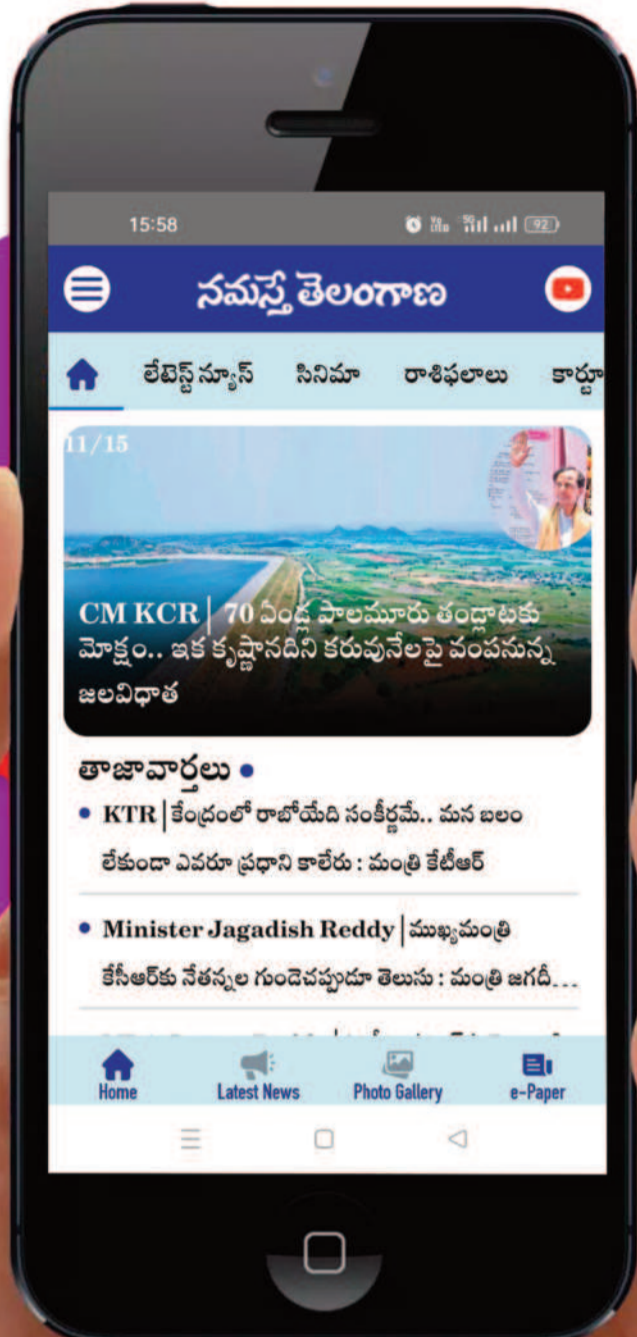 15:58
5G
92
నమస్తే తెలంగాణ
లేటెస్ట్ న్యూస్ సినిమా రాశిఫలాలు కార్టూ
11/15
CM KCR | 70 ఏండ్ల పాలమూరు తండ్లాటకు
మోక్షం.. ఇక కృష్ణానదిని కరువునేలపై వంపనున్న
జలవిధాత
తాజావార్తలు
KTR | కేంద్రంలో రాబోయేది సంకీర్ణమే.. మన బలం
లేకుండా ఎవరూ ప్రధాని కాలేరు : మంత్రి కేటీఆర్
Minister Jagadish Reddy | ముఖ్యమంత్రి
కేసీఆర్‌కు నేతన్నల గుండెచప్పుడూ తెలుసు : మంత్రి జగదీ...
Home Latest News Photo Gallery e-Paper